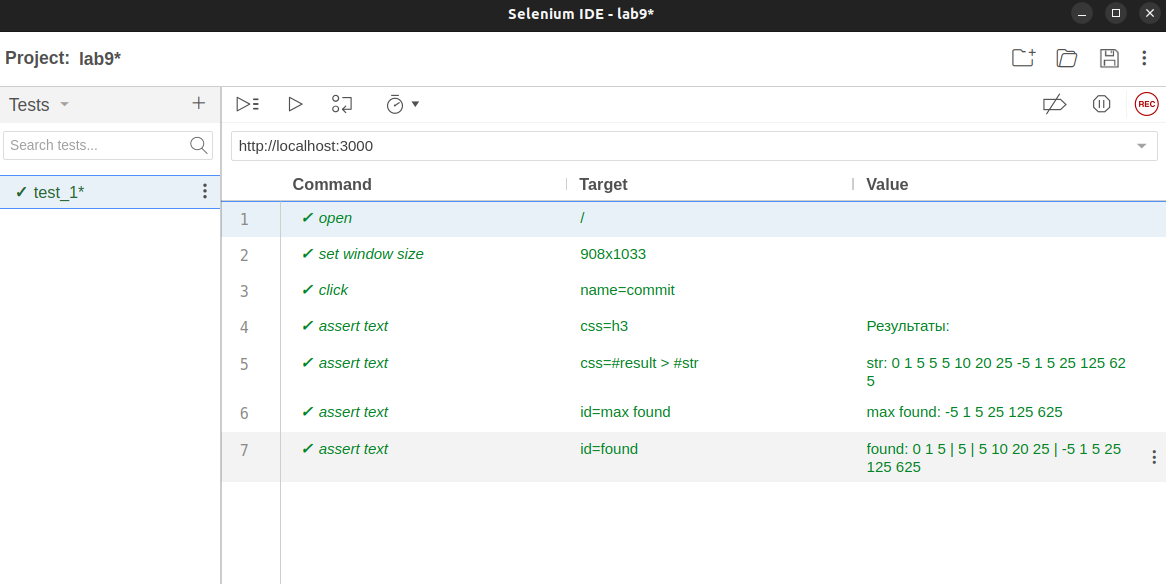 Selenium IDE - lab9*
Project: lab9*
Tests
Search tests...
✓ test_1*
REC
http://localhost:3000
Command Target Value
1 ✓ open /
2 ✓ set window size 908x1033
3 ✓ click name=commit
4 ✓ assert text css=h3 Результаты:
5 ✓ assert text css=#result > #str str: 0 1 5 5 5 10 20 25 -5 1 5 25 125 62
5
6 ✓ assert text id=max found max found: -5 1 5 25 125 625
7 ✓ assert text id=found found: 0 1 5 | 5 | 5 10 20 25 | -5 1 5 25
125 625